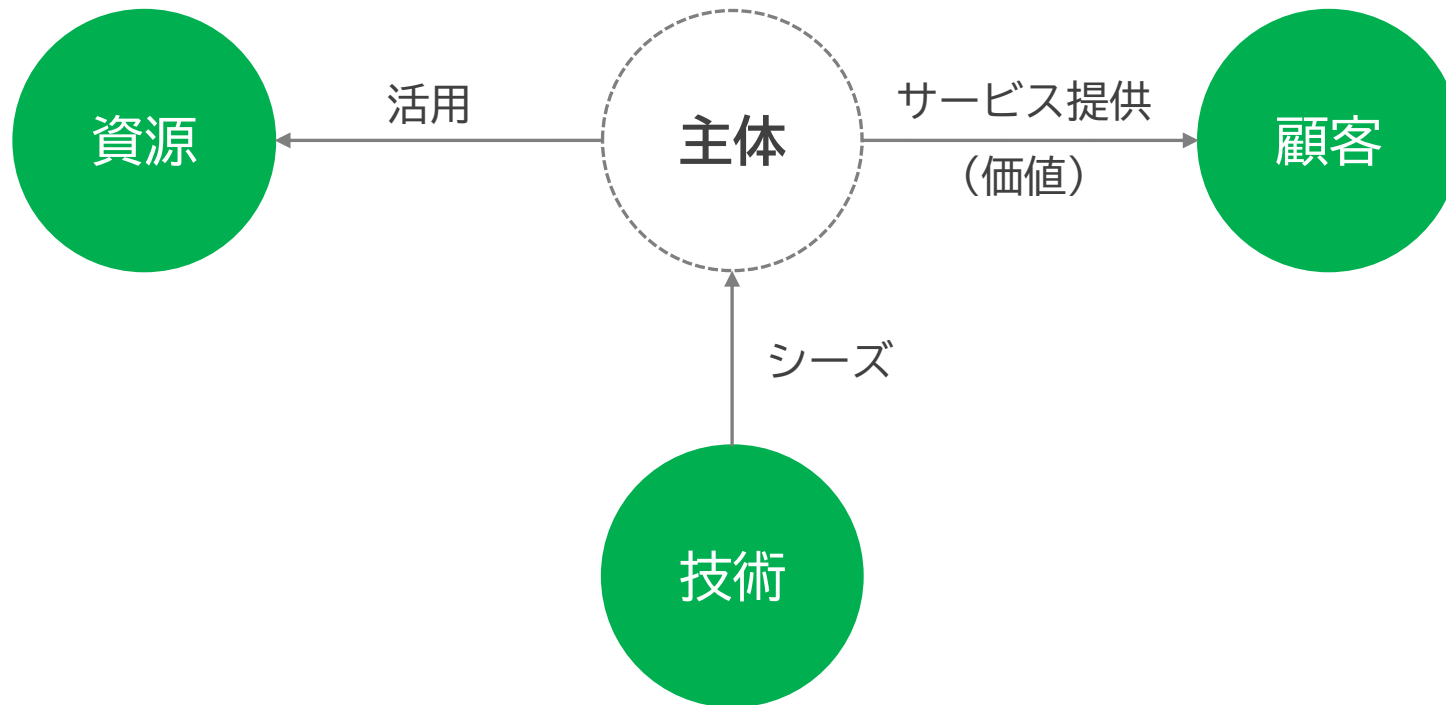 資源
活用
主体
サービス提供
（価値）
顧客
シーズ
技術